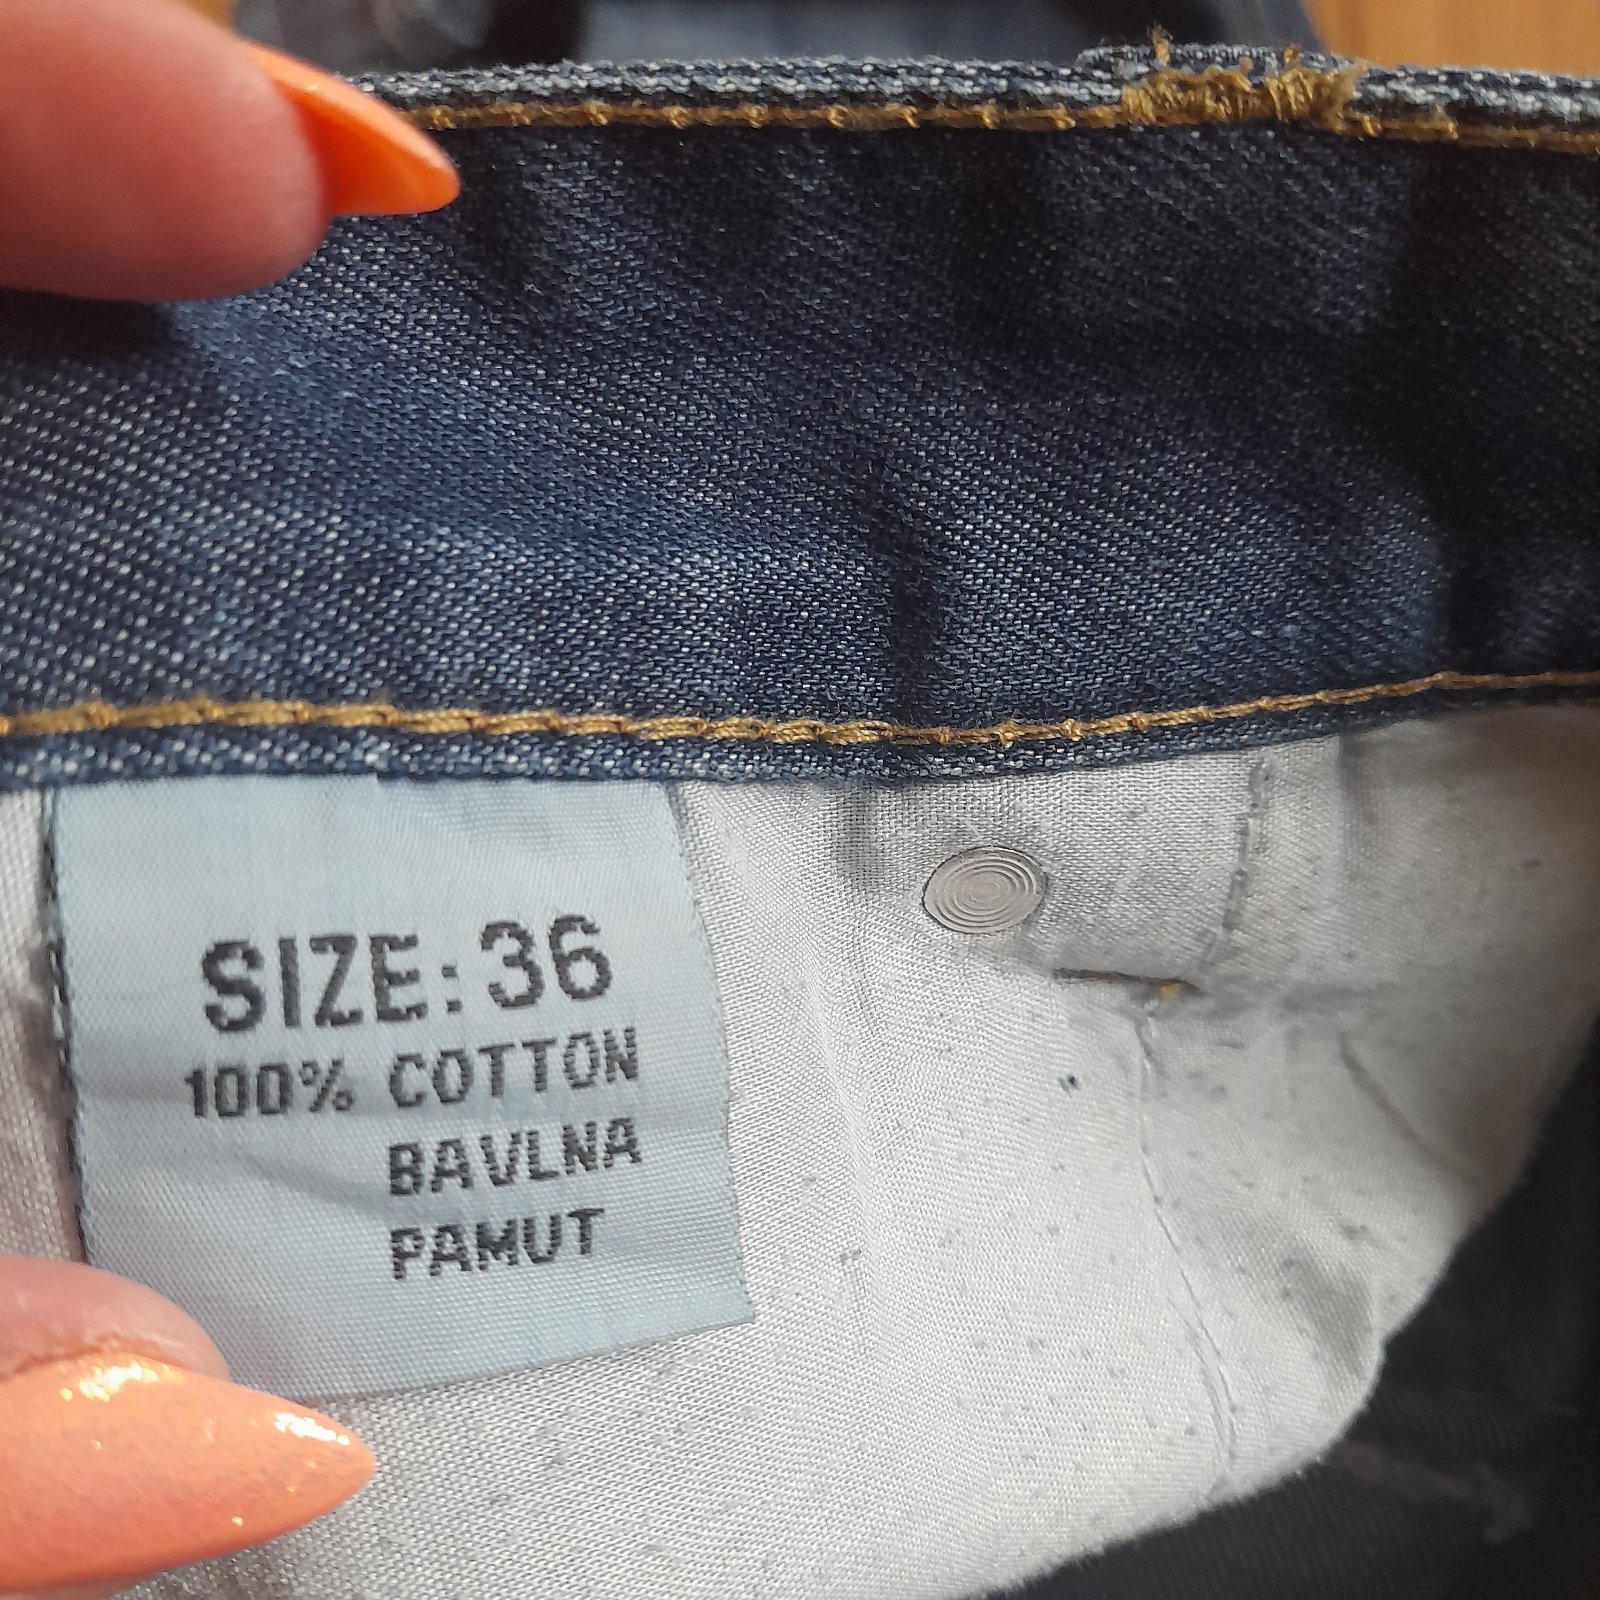 SIZE: 36
100% COTTON
BAVLNA
PAMUT